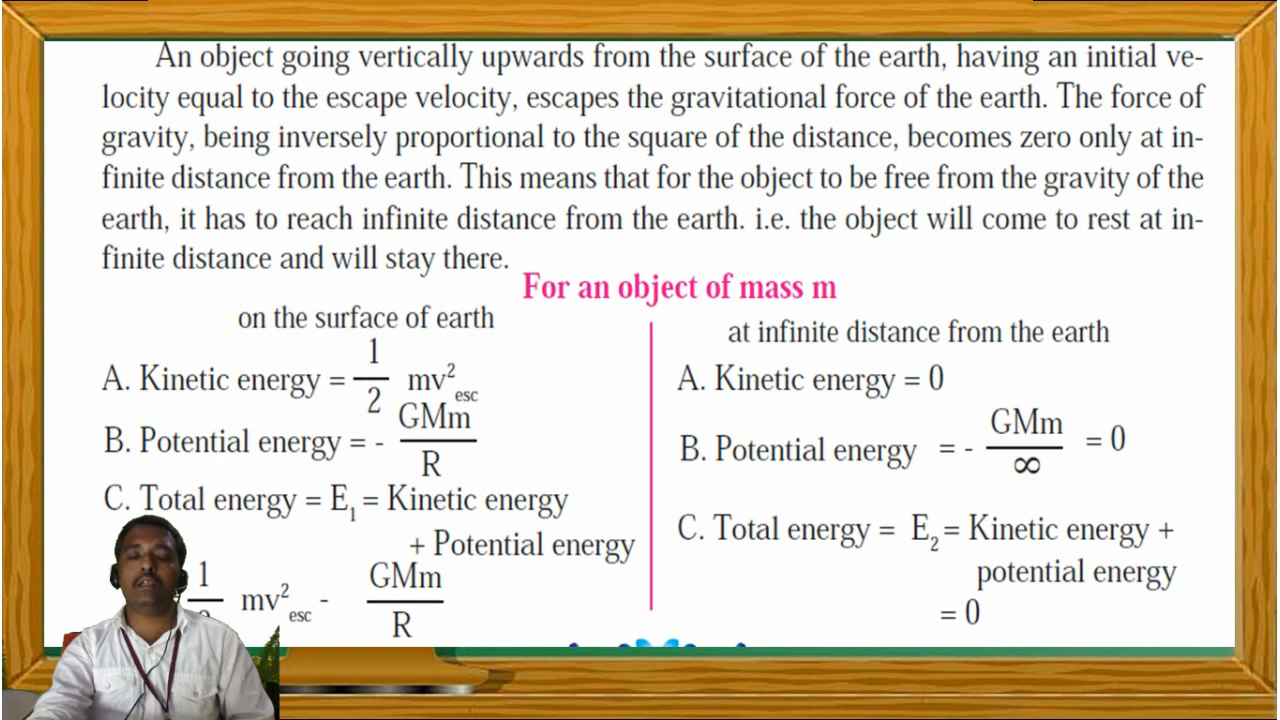 An object going vertically upwards from the surface of the earth, having an initial ve-
locity equal to the escape velocity, escapes the gravitational force of the earth. The force of
gravity, being inversely proportional to the square of the distance, becomes zero only at in-
finite distance from the earth. This means that for the object to be free from the gravity of the
earth, it has to reach infinite distance from the earth. i.e. the object will come to rest at in-
finite distance and will stay there.
For an object of mass m
on the surface of earth
A. Kinetic energy = 1/2 mv²esc
B. Potential energy = - GMm/R
C. Total energy = E₁ = Kinetic energy
+ Potential energy
1/2 mv²esc - GMm/R
at infinite distance from the earth
A. Kinetic energy = 0
B. Potential energy = - GMm/∞ = 0
C. Total energy = E₂ = Kinetic energy +
potential energy
= 0